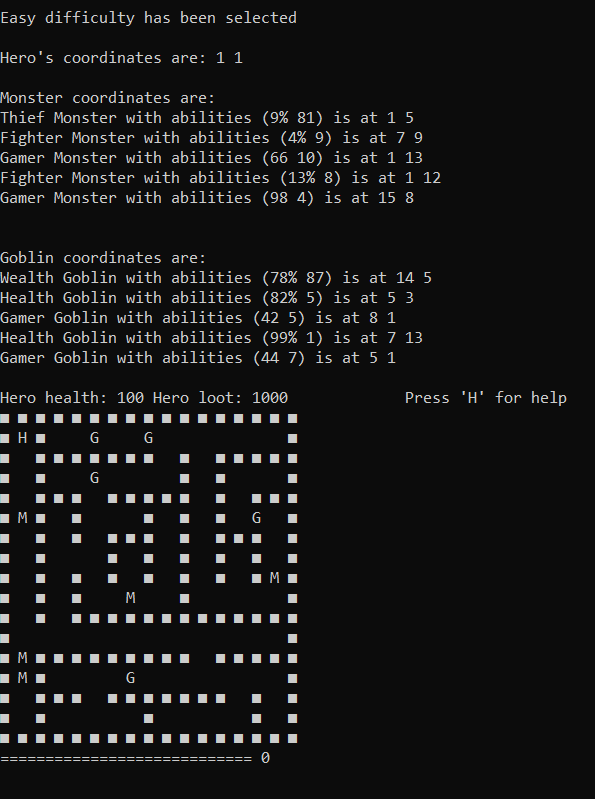 Easy difficulty has been selected
Hero's coordinates are: 1 1
Monster coordinates are:
Thief Monster with abilities (9% 81) is at 1 5
Fighter Monster with abilities (4% 9) is at 7 9
Gamer Monster with abilities (66 10) is at 1 13
Fighter Monster with abilities (13% 8) is at 1 12
Gamer Monster with abilities (98 4) is at 15 8
Goblin coordinates are:
Wealth Goblin with abilities (78% 87) is at 14 5
Health Goblin with abilities (82% 5) is at 5 3
Gamer Goblin with abilities (42 5) is at 8 1
Health Goblin with abilities (99% 1) is at 7 13
Gamer Goblin with abilities (44 7) is at 5 1
Hero health: 100 Hero loot: 1000             Press 'H' for help
■ ■ ■ ■ ■ ■ ■ ■ ■ ■ ■ ■ ■ ■ ■ ■ ■
■ H ■     G     G               ■
■   ■ ■ ■ ■ ■ ■ ■   ■   ■ ■ ■ ■ ■
■   ■     G         ■   ■       ■
■   ■ ■ ■   ■ ■ ■ ■ ■   ■   ■ ■ ■
■ M ■   ■       ■   ■   ■   G   ■
■   ■   ■   ■ ■ ■   ■   ■ ■ ■   ■
■   ■       ■   ■   ■   ■   ■   ■
■   ■   ■   ■   ■   ■   ■   ■ M ■
■   ■   ■     M     ■           ■
■   ■   ■ ■ ■ ■ ■ ■ ■ ■ ■ ■ ■ ■ ■
■                               ■
■ M ■ ■ ■ ■ ■ ■ ■ ■ ■   ■ ■ ■ ■ ■
■ M ■         G                 ■
■   ■ ■ ■   ■ ■ ■ ■ ■ ■ ■   ■   ■
■   ■           ■           ■   ■
■ ■ ■ ■ ■ ■ ■ ■ ■ ■ ■ ■ ■ ■ ■ ■ ■
============================ 0